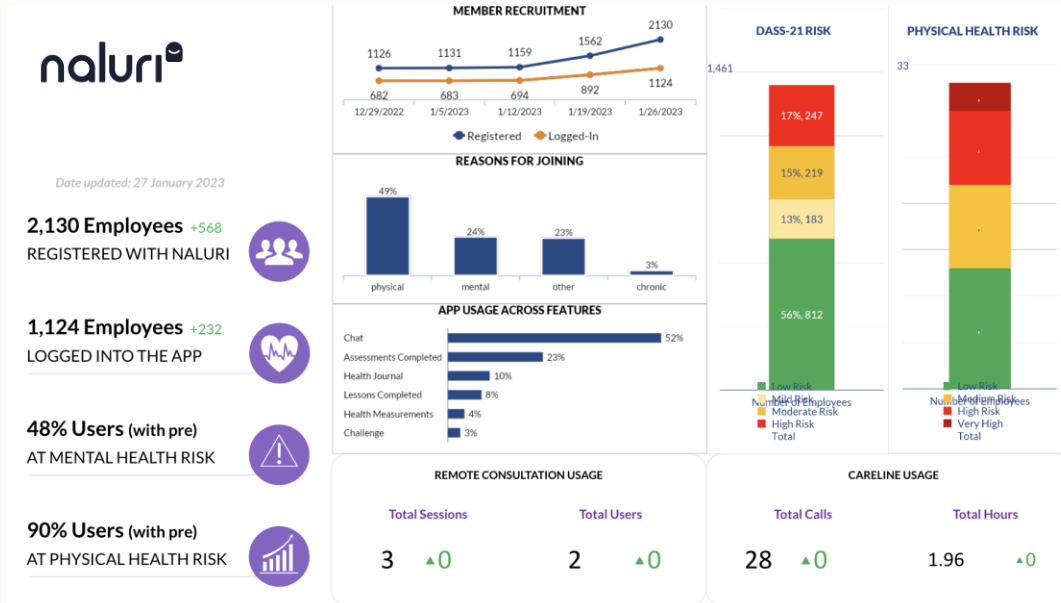 naluri
Date updated: 27 January 2023
2,130 Employees +568
REGISTERED WITH NALURI
1,124 Employees +232
LOGGED INTO THE APP
48% Users (with pre)
AT MENTAL HEALTH RISK
90% Users (with pre)
AT PHYSICAL HEALTH RISK
MEMBER RECRUITMENT
2130
1562
1126 1131 1159
1124
892
682 683 694
12/29/2022 1/5/2023 1/12/2023 1/19/2023 1/26/2023
Registered Logged-In
REASONS FOR JOINING
49%
24% 23%
3%
physical mental other chronic
APP USAGE ACROSS FEATURES
Chat 52%
Assessments Completed 23%
Health Journal 10%
Lessons Completed 8%
Health Measurements 4%
Challenge 3%
DASS-21 RISK
1,461
17%, 247
15%, 219
13%, 183
56%, 812
Number of Employees
Low Risk
Mild Risk
Moderate Risk
High Risk
Total
PHYSICAL HEALTH RISK
33
,
,
,
,
Number of Employees
Low Risk
Medium Risk
High Risk
Very High
Total
REMOTE CONSULTATION USAGE
Total Sessions Total Users
3 ▲0 2 ▲0
CARELINE USAGE
Total Calls Total Hours
28 ▲0 1.96 ▲0